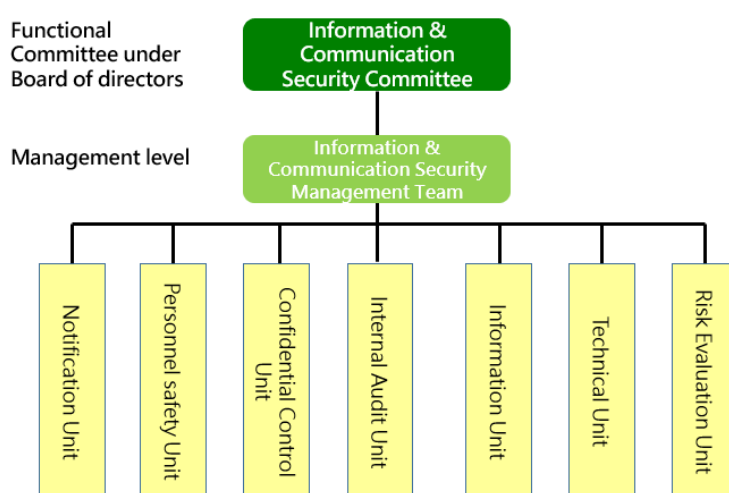 Functional
Committee under
Board of directors
Information &
Communication
Security Committee
Management level
Information &
Communication Security
Management Team
Notification Unit
Personnel safety Unit
Confidential Control
Unit
Internal Audit Unit
Information Unit
Technical Unit
Risk Evaluation Unit